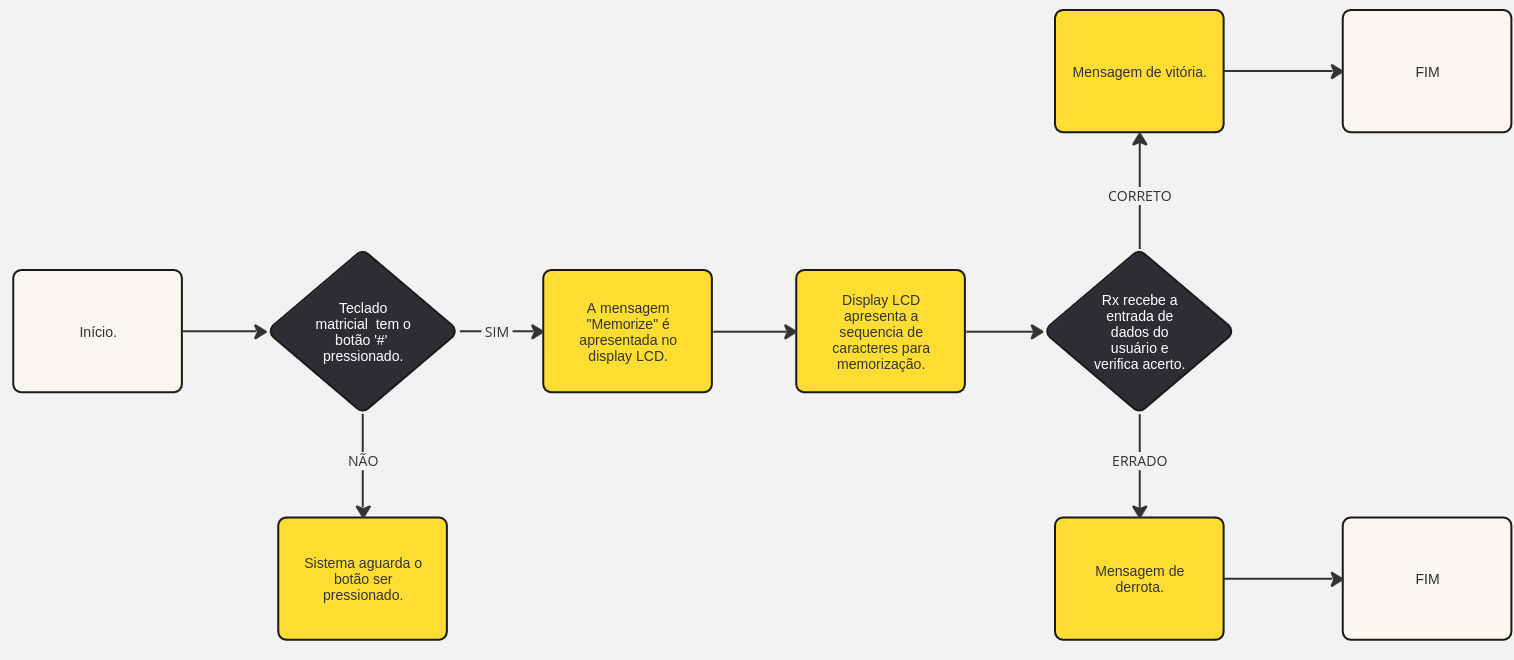 Mensagem de vitória.
FIM
CORRETO
Início.
Teclado
matricial  tem o
botão '#'
pressionado.
SIM
A mensagem
"Memorize" é
apresentada no
display LCD.
Display LCD
apresenta a
sequencia de
caracteres para
memorização.
Rx recebe a
entrada de
dados do
usuário e
verifica acerto.
NÃO
ERRADO
Sistema aguarda o
botão ser
pressionado.
Mensagem de
derrota.
FIM